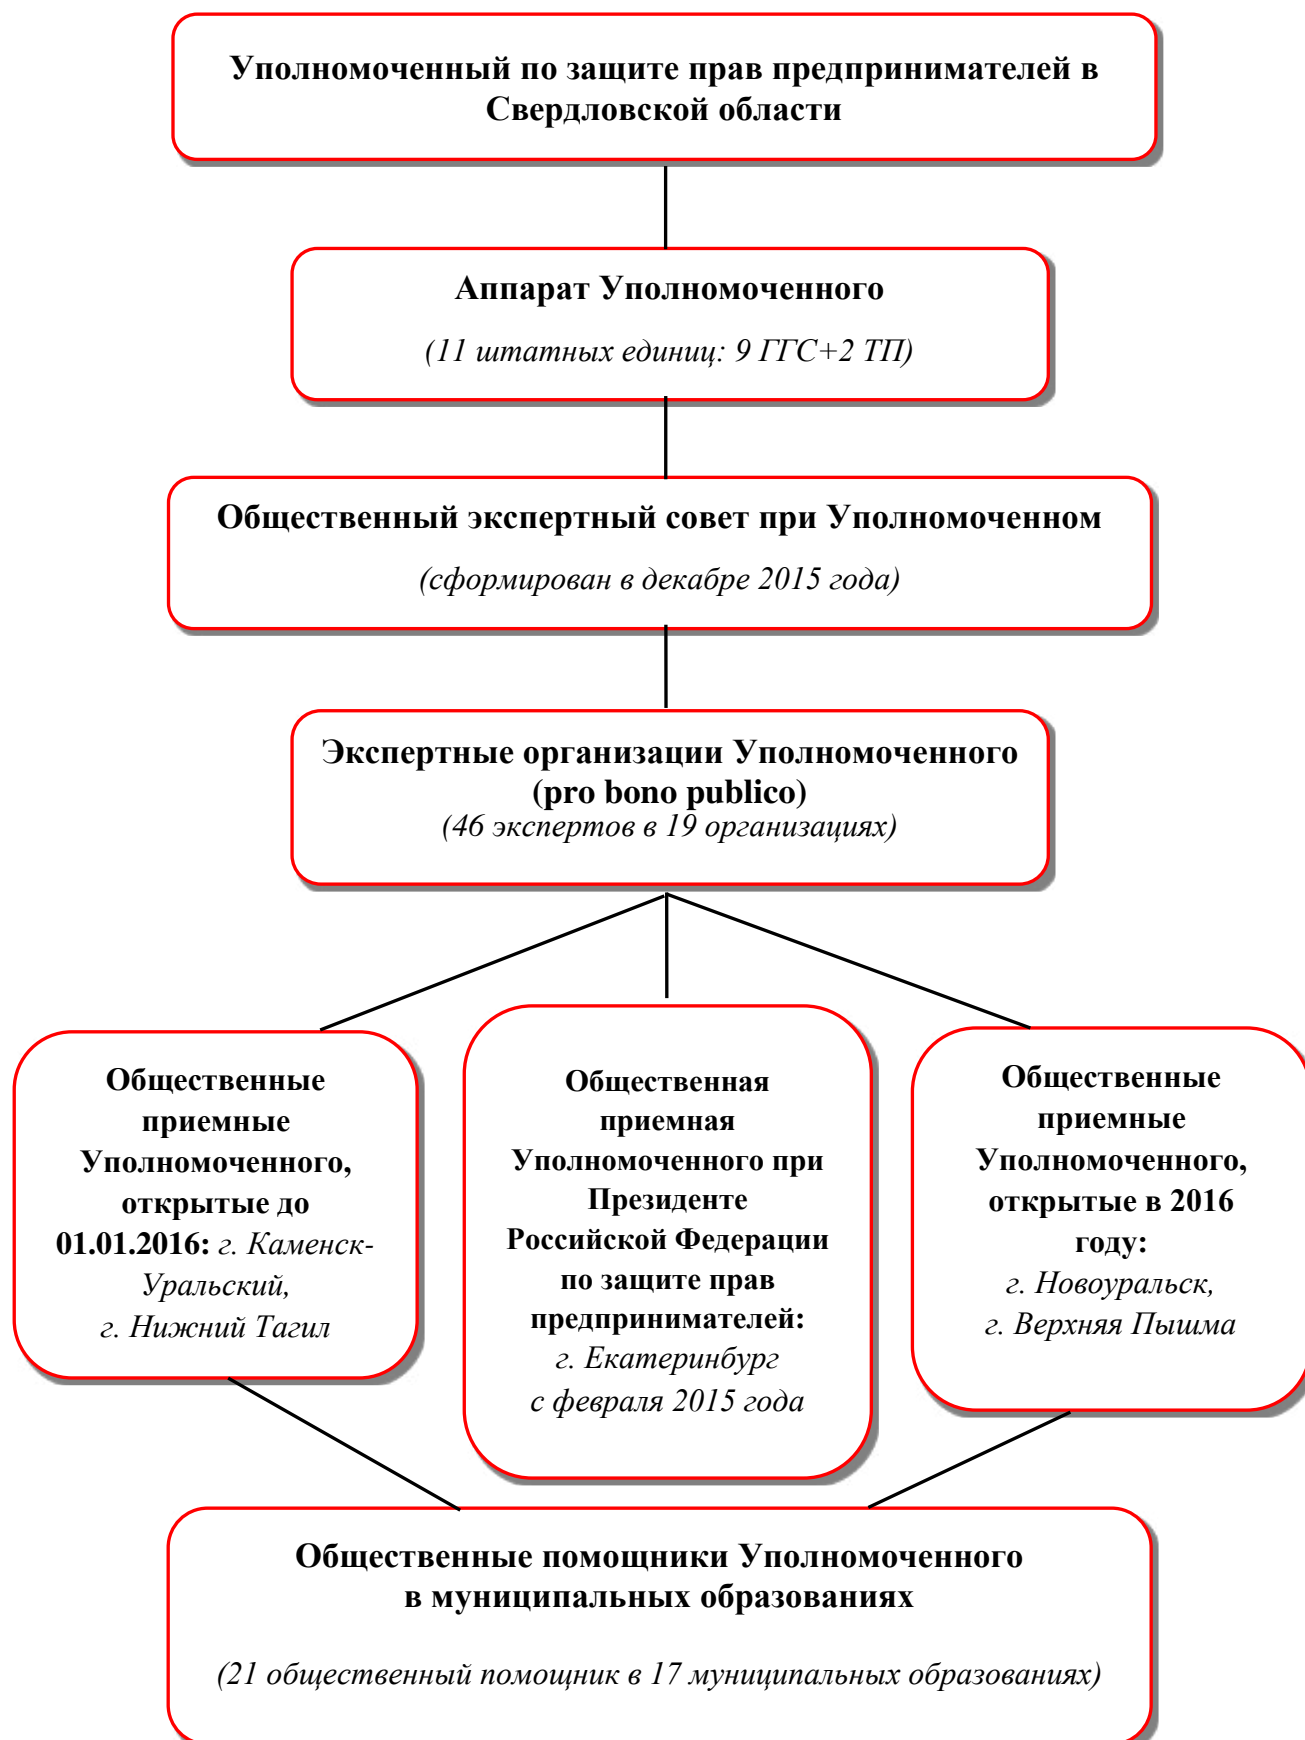 Уполномоченный по защите прав предпринимателей в
Свердловской области
Аппарат Уполномоченного
(11 штатных единиц: 9 ГГС+2 ТП)
Общественный экспертный совет при Уполномоченном
(сформирован в декабре 2015 года)
Экспертные организации Уполномоченного
(pro bono publico)
(46 экспертов в 19 организациях)
Общественные
приемные
Уполномоченного,
открытые до
01.01.2016: г. Каменск-
Уральский,
г. Нижний Тагил
Общественная
приемная
Уполномоченного при
Президенте
Российской Федерации
по защите прав
предпринимателей:
г. Екатеринбург
с февраля 2015 года
Общественные
приемные
Уполномоченного,
открытые в 2016
году:
г. Новоуральск,
г. Верхняя Пышма
Общественные помощники Уполномоченного
в муниципальных образованиях
(21 общественный помощник в 17 муниципальных образованиях)